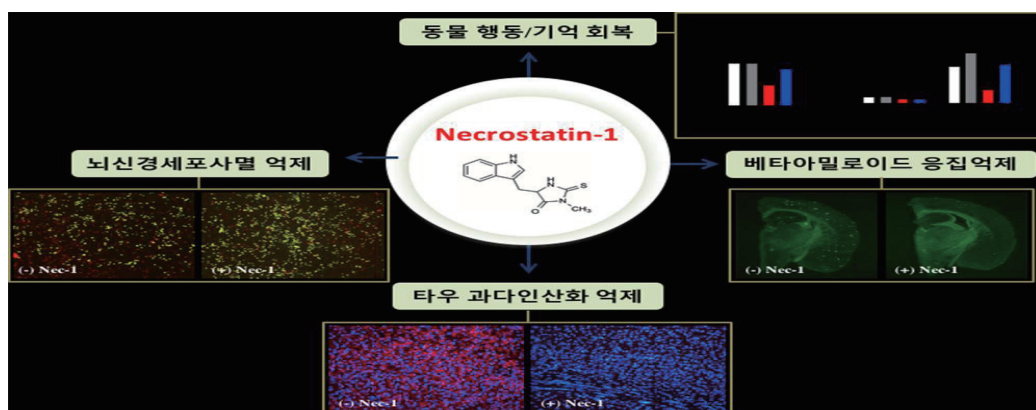 동물 행동/기억 회복
Necrostatin-1
뇌신경세포사멸 억제
베타아밀로이드 응집억제
H
N
NH
S
N
O
CH₃
(-) Nec-1
(+) Nec-1
(-) Nec-1
(+) Nec-1
타우 과다인산화 억제
(-) Nec-1
(+) Nec-1